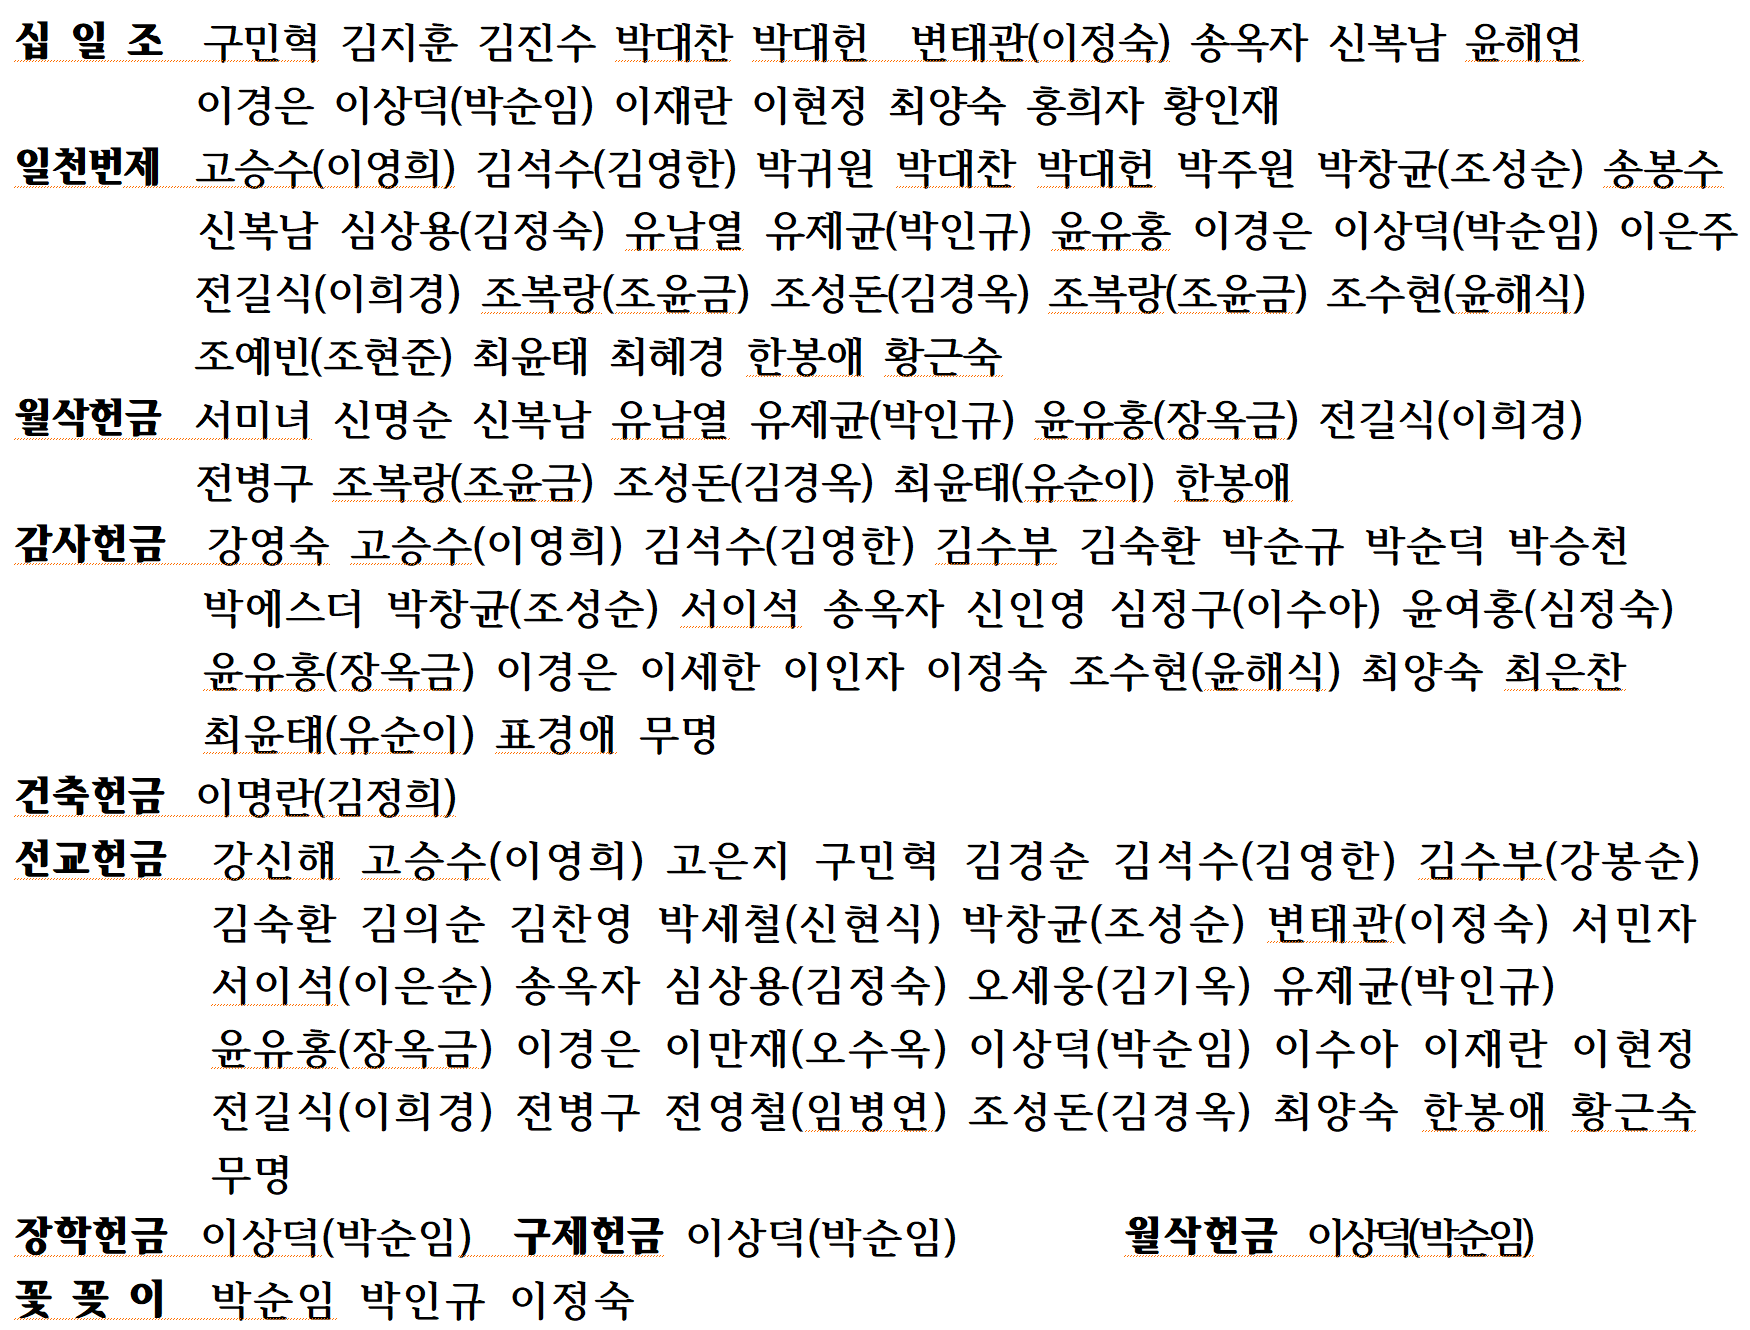 십 일 조 구민혁 김지훈 김진수 박대찬 박대헌 변태관(이정숙) 송옥자 신복남 윤해연
이경은 이상덕(박순임) 이재란 이현정 최양숙 홍희자 황인재
일천번제 고승수(이영희) 김석수(김영한) 박귀원 박대찬 박대헌 박주원 박창균(조성순) 송봉수
신복남 심상용(김정숙) 유남열 유제균(박인규) 윤유홍 이경은 이상덕(박순임) 이은주
전길식(이희경) 조복랑(조윤금) 조성돈(김경옥) 조복랑(조윤금) 조수현(윤해식)
조예빈(조현준) 최윤태 최혜경 한봉애 황근숙
월삭헌금 서미녀 신명순 신복남 유남열 유제균(박인규) 윤유홍(장옥금) 전길식(이희경)
전병구 조복랑(조윤금) 조성돈(김경옥) 최윤태(유순이) 한봉애
감사헌금 강영숙 고승수(이영희) 김석수(김영한) 김수부 김숙환 박순규 박순덕 박승천
박에스더 박창균(조성순) 서이석 송옥자 신인영 심정구(이수아) 윤여홍(심정숙)
윤유홍(장옥금) 이경은 이세한 이인자 이정숙 조수현(윤해식) 최양숙 최은찬
최윤태(유순이) 표경애 무명
건축헌금 이명란(김정희)
선교헌금 강신해 고승수(이영희) 고은지 구민혁 김경순 김석수(김영한) 김수부(강봉순)
김숙환 김의순 김찬영 박세철(신현식) 박창균(조성순) 변태관(이정숙) 서민자
서이석(이은순) 송옥자 심상용(김정숙) 오세웅(김기옥) 유제균(박인규)
윤유홍(장옥금) 이경은 이만재(오수옥) 이상덕(박순임) 이수아 이재란 이현정
전길식(이희경) 전병구 전영철(임병연) 조성돈(김경옥) 최양숙 한봉애 황근숙
무명
장학헌금 이상덕(박순임) 구제헌금 이상덕(박순임) 월삭헌금 이상덕(박순임)
꽃 꽂 이 박순임 박인규 이정숙